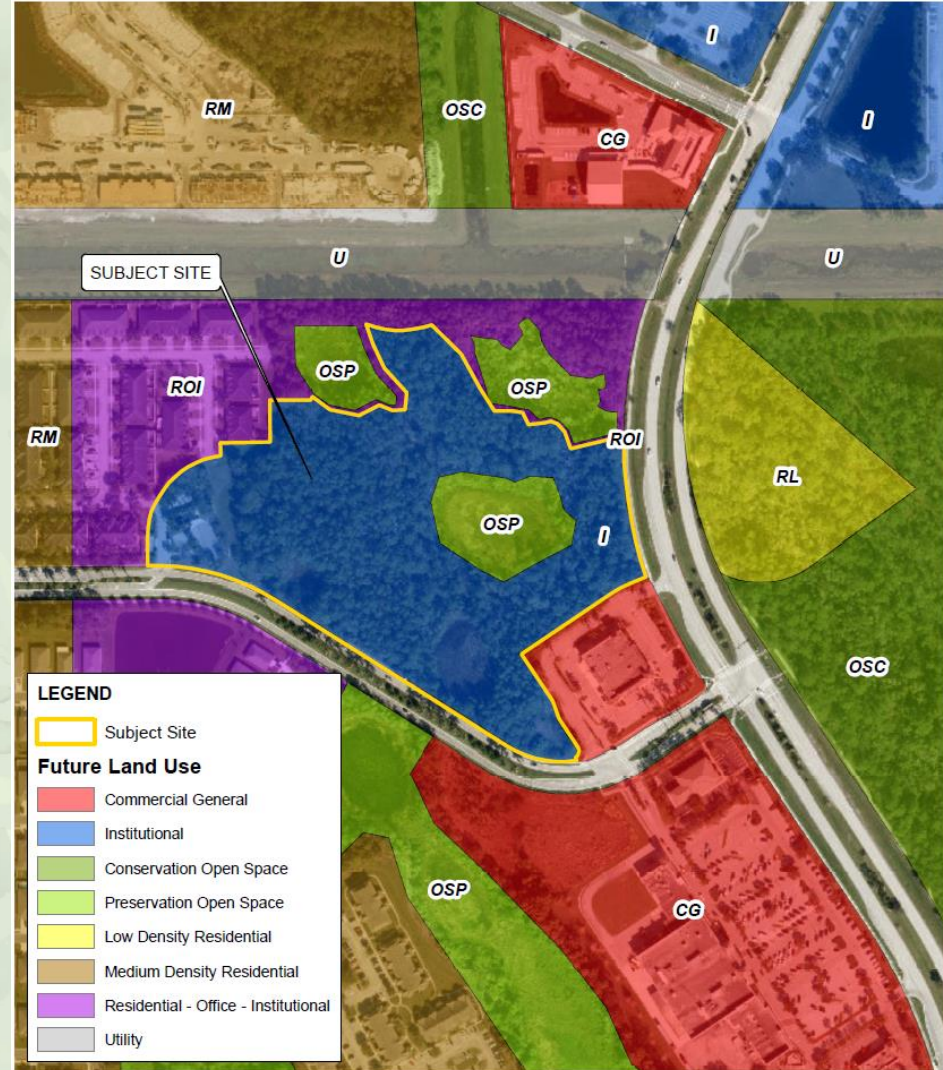 I
RM
OSC
I
CG
U
U
SUBJECT SITE
OSP
ROI
OSP
RM
ROI
RL
OSP
I
OSC
LEGEND
Subject Site
Future Land Use
Commercial General
Institutional
Conservation Open Space
Preservation Open Space
Low Density Residential
Medium Density Residential
Residential - Office - Institutional
Utility
OSP
CG